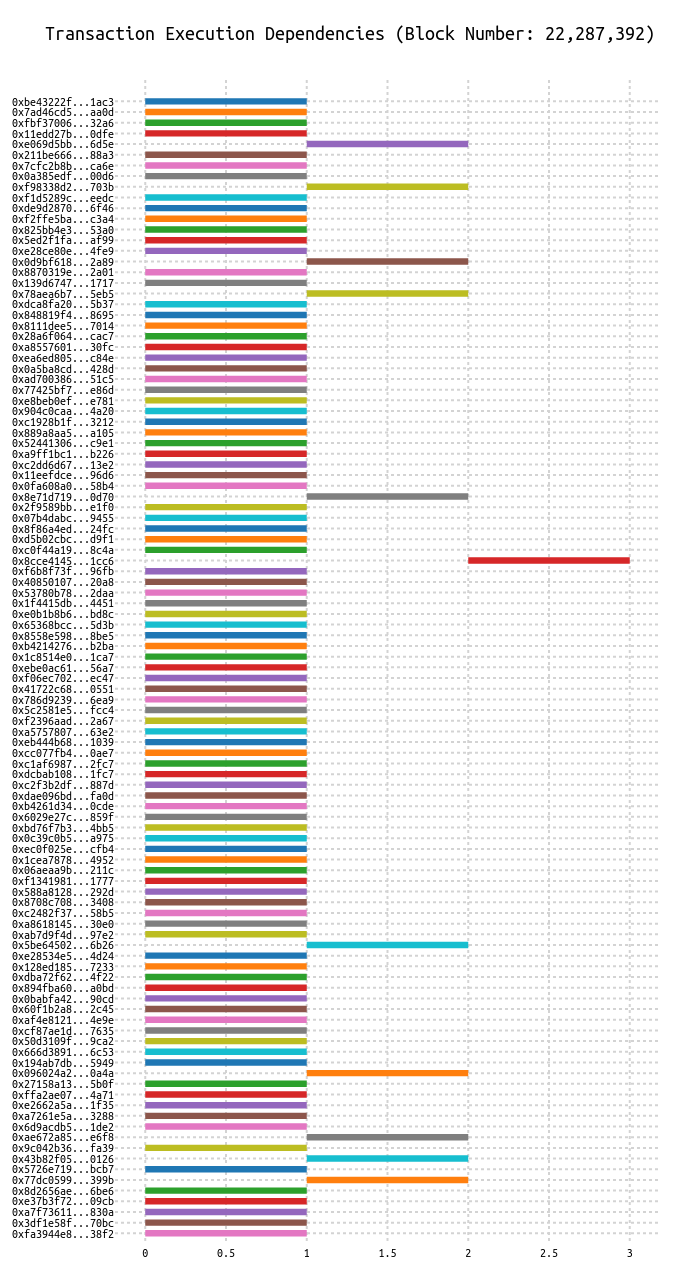 Transaction Execution Dependencies (Block Number: 22,287,392)
0xbe43222f...1ac3
0x7ad46cd5...aa0d
0xfbf37006...32a6
0x11edd27b...0dfe
0xe069d5bb...6d5e
0x211be666...88a3
0x7cfc2b8b...ca6e
0x0a385edf...00d6
0xf98338d2...703b
0xf1d5289c...eedc
0xde9d2870...6f46
0xf2ffe5ba...c3a4
0x825bb4e3...53a0
0x5ed2f1fa...af99
0xe28ce80e...4fe9
0x0d9bf618...2a89
0x8870319e...2a01
0x139d6747...1717
0x78aea6b7...5eb5
0xdca8fa20...5b37
0x848819f4...8695
0x8111dee5...7014
0x28a6f064...cac7
0xa8557601...30fc
0xea6ed805...c84e
0x0a5ba8cd...428d
0xad700386...51c5
0x77425bf7...e86d
0xe8beb0ef...e781
0x904c0caa...4a20
0xc1928b1f...3212
0x889a8aa5...a105
0x52441306...c9e1
0xa9ff1bc1...b226
0xc2dd6d67...13e2
0x11eefdce...96d6
0x0fa608a0...58b4
0x8e71d719...0d70
0x2f9589bb...e1f0
0x07b4dabc...9455
0x8f86a4ed...24fc
0xd5b02cbc...d9f1
0xc0f44a19...8c4a
0x8cce4145...1cc6
0xf6b8f73f...96fb
0x40850107...20a8
0x53780b78...2daa
0x1f4415db...4451
0xe0b1b8b6...bd8c
0x65368bcc...5d3b
0x8558e598...8be5
0xb4214276...b2ba
0x1c8514e0...1ca7
0xebe0ac61...56a7
0xf06ec702...ec47
0x41722c68...0551
0x786d9239...6ea9
0x5c2581e5...fcc4
0xf2396aad...2a67
0xa5757807...63e2
0xeb444b68...1039
0xcc077fb4...0ae7
0xc1af6987...2fc7
0xdcbab108...1fc7
0xc2f3b2df...887d
0xdae096bd...fa0d
0xb4261d34...0cde
0x6029e27c...859f
0xbd76f7b3...4bb5
0x0c39c0b5...a975
0xec0f025e...cfb4
0x1cea7878...4952
0x06aeaa9b...211c
0xf1341981...1777
0x588a8128...292d
0x8708c708...3408
0xc2482f37...58b5
0xa8618145...30e0
0xab7d9f4d...97e2
0x5be64502...6b26
0xe28534e5...4d24
0x128ed185...7233
0xdba72f62...4f22
0x894fba60...a0bd
0x0babfa42...90cd
0x60f1b2a8...2c45
0xaf4e8121...4e9e
0xcf87ae1d...7635
0x50d3109f...9ca2
0x666d3891...6c53
0x194ab7db...5949
0x096024a2...0a4a
0x27158a13...5b0f
0xffa2ae07...4a71
0xe2662a5a...1f35
0xa7261e5a...3288
0x6d9acdb5...1de2
0xae672a85...e6f8
0x9c042b36...fa39
0x43b82f05...0126
0x5726e719...bcb7
0x77dc0599...399b
0x8d2656ae...6be6
0xe37b3f72...09cb
0xa7f73611...830a
0x3df1e58f...70bc
0xfa3944e8...38f2
0 0.5 1 1.5 2 2.5 3